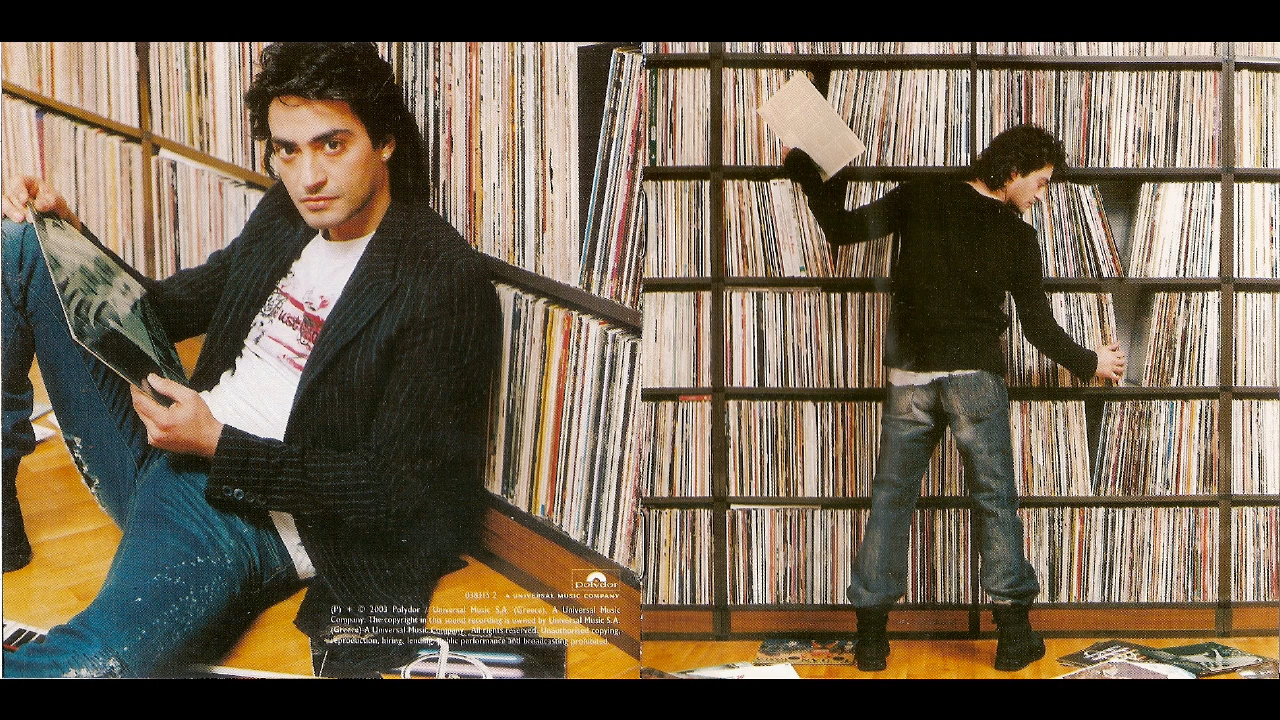 polydor
038315 2 A UNIVERSAL MUSIC COMPANY
(P) + © 2003 Polydor / Universal Music S.A. (Greece), A Universal Music
Company. The copyright in this sound recording is owned by Universal Music S.A.
(Greece) A Universal Music Company. All rights reserved. Unauthorised copying,
reproduction, hiring, lending, public performance and broadcasting prohibited.